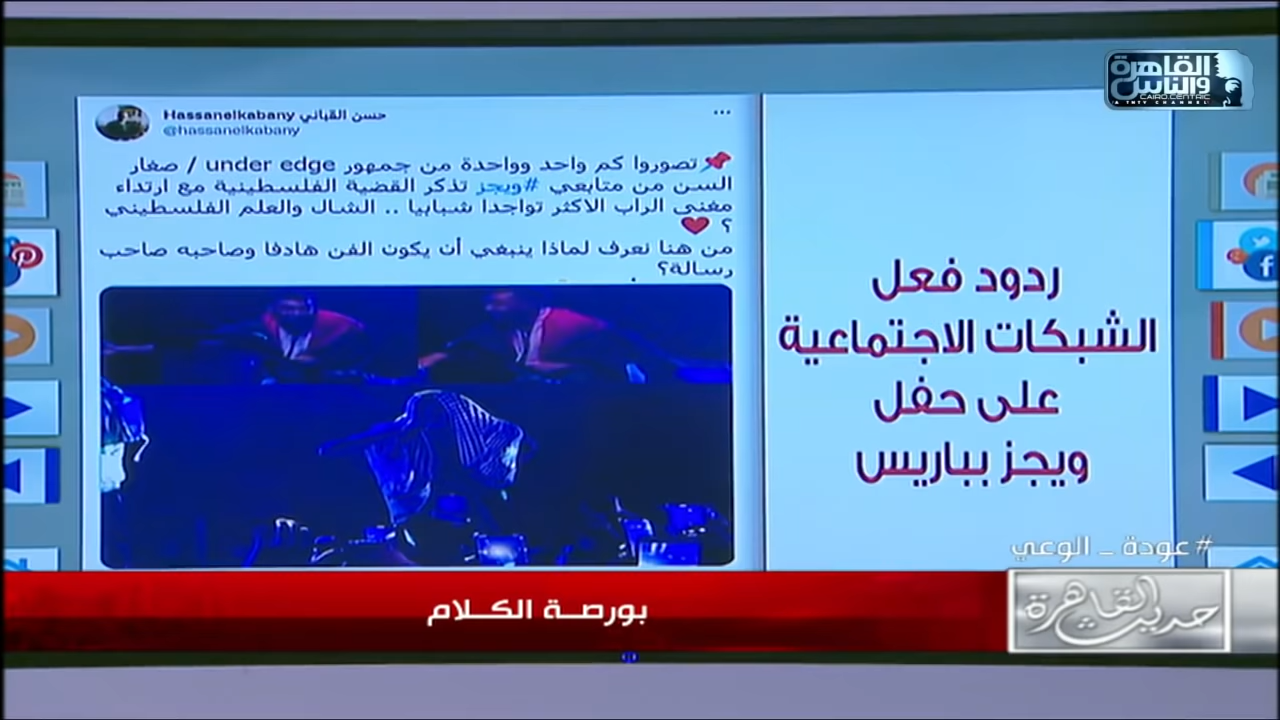 القاهرة
والناس
CAIRO.CENTRIC
A TNTV CHANNEL
Hassanelkabany حسن القباني
@hassanelkabany
📌تصوروا كم واحد وواحدة من جمهور under edge / صغار
السن من متابعي #ويجز تذكر القضية الفلسطينية مع ارتداء
مغني الراب الاكثر تواجدا شبابيا .. الشال والعلم الفلسطيني
؟ ❤️
من هنا نعرف لماذا ينبغي أن يكون الفن هادفا وصاحبه صاحب
رسالة؟
ردود فعل
الشبكات الاجتماعية
على حفل
ويجز بباريس
#عودة_الوعي
بورصة الكلام
حديث القاهرة